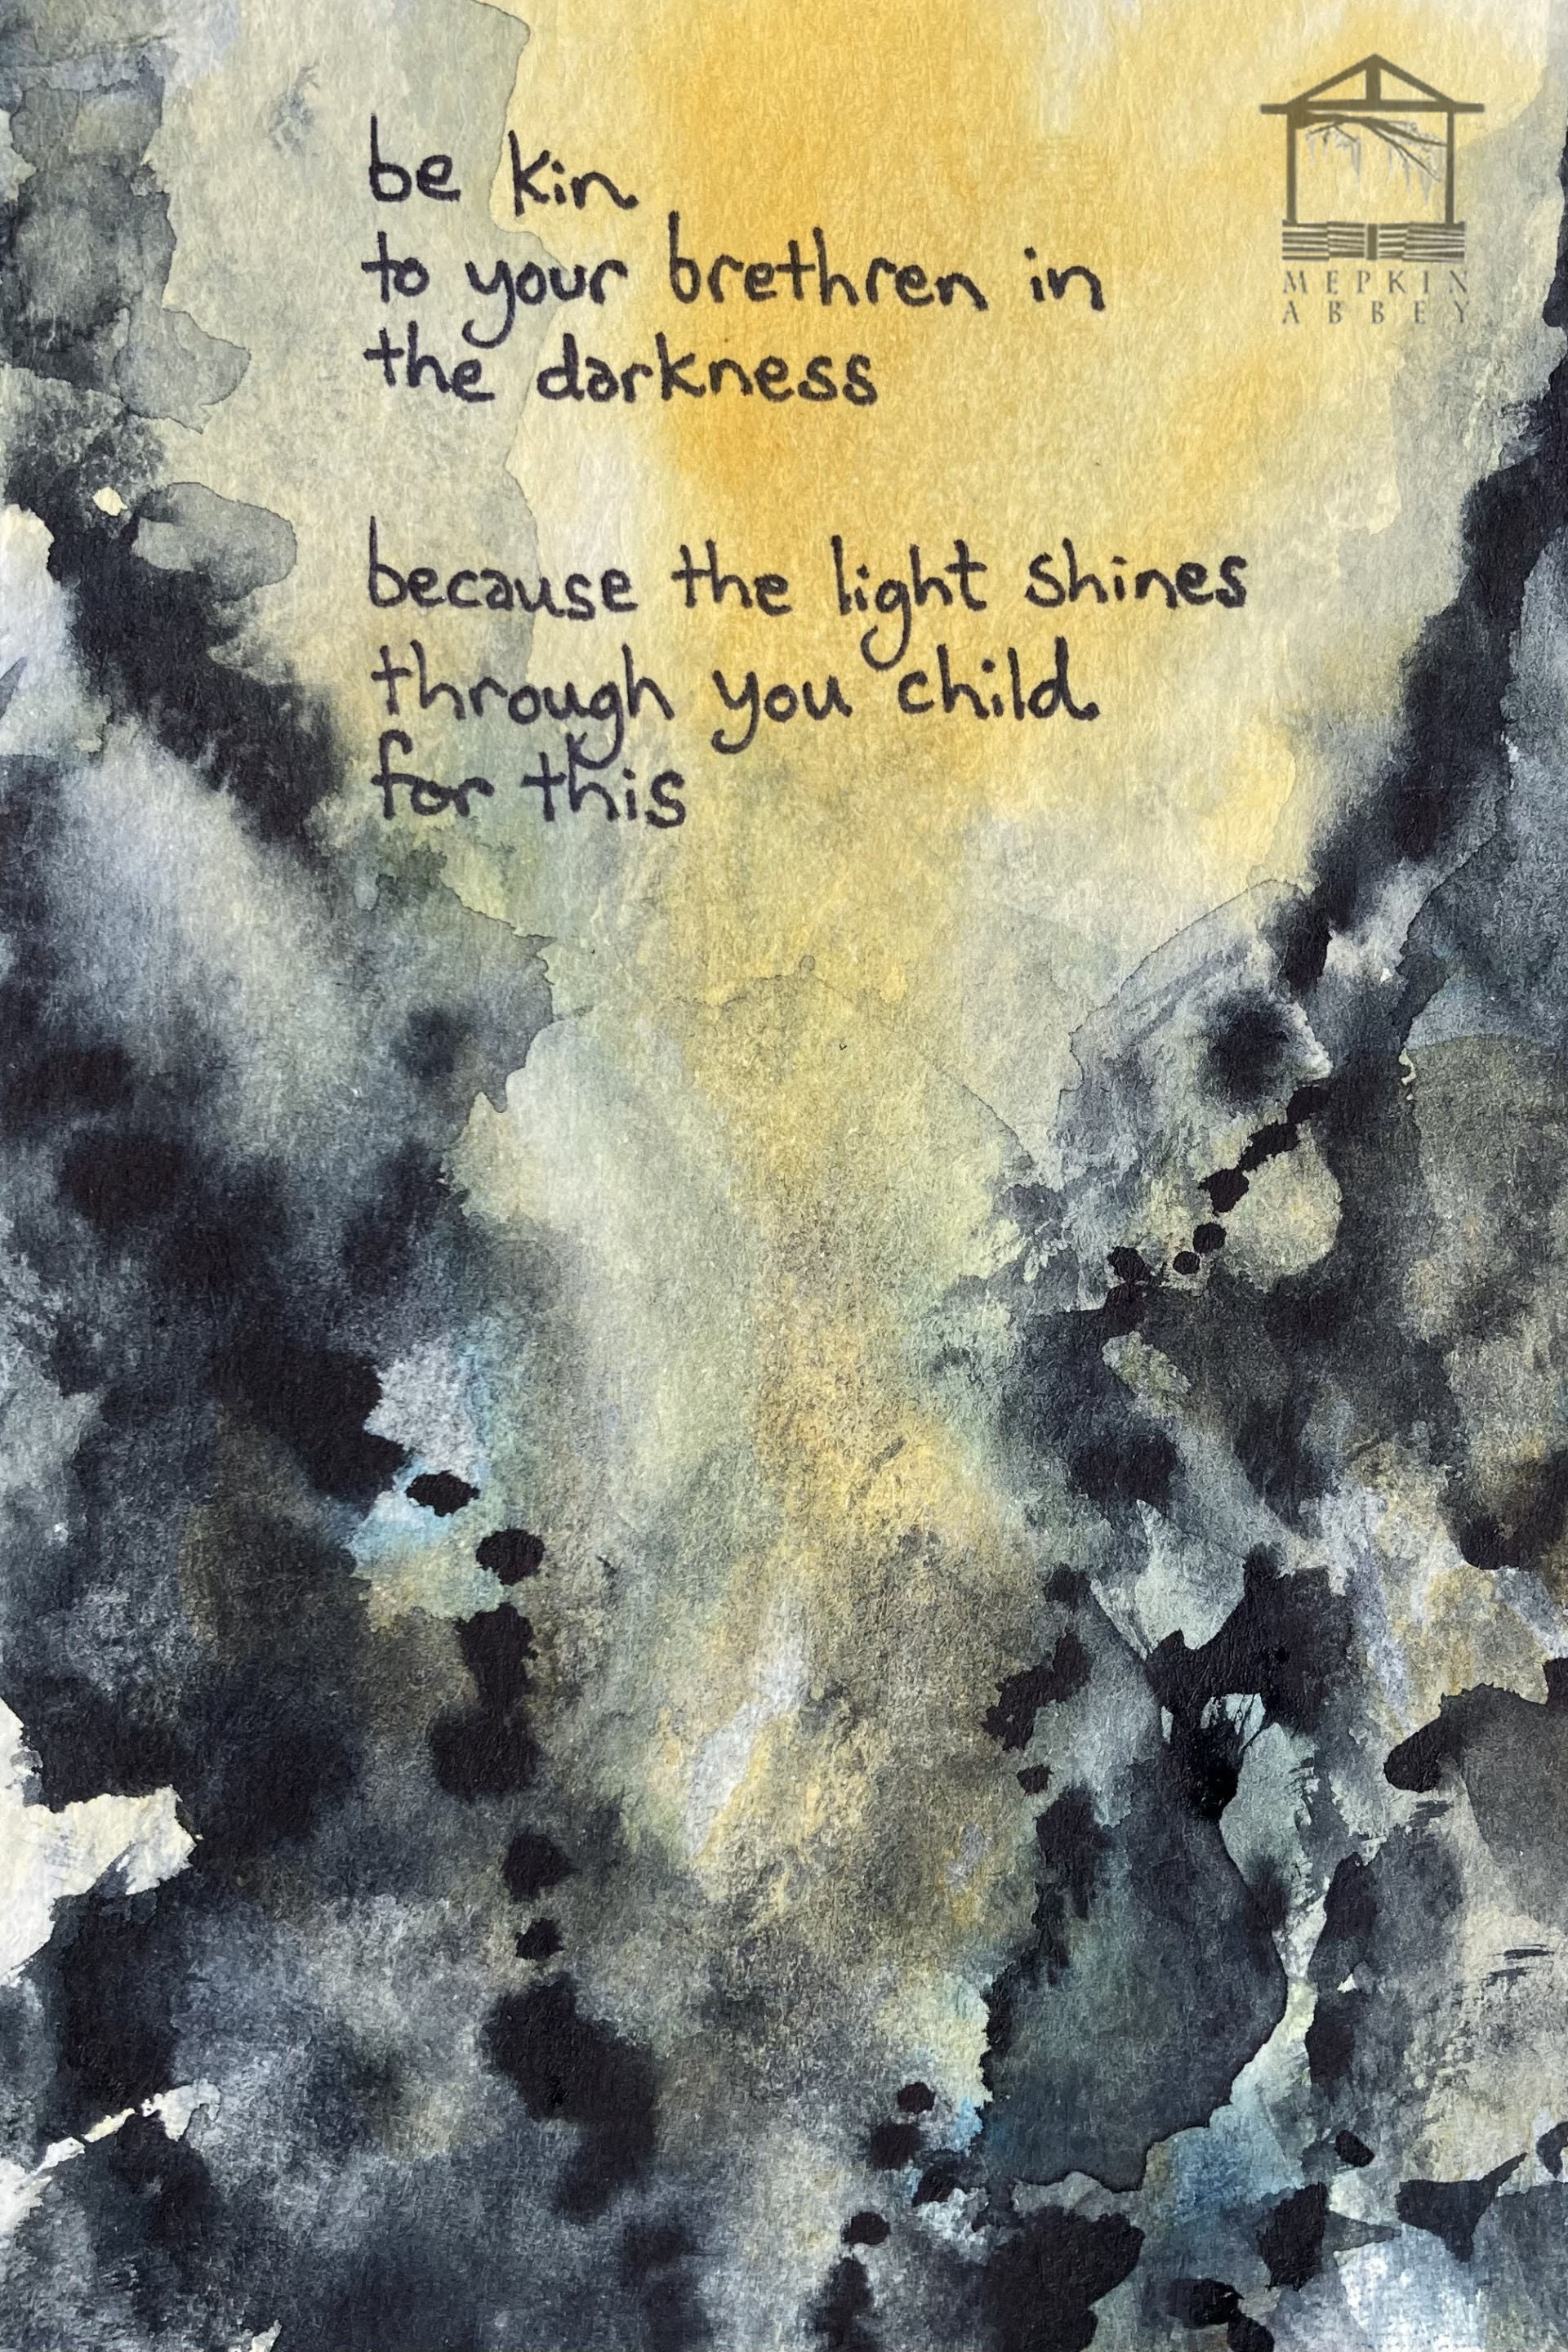 be kin
to your brethren in
the darkness
because the light shines
through you child
for this
MEPKIN
ABBEY